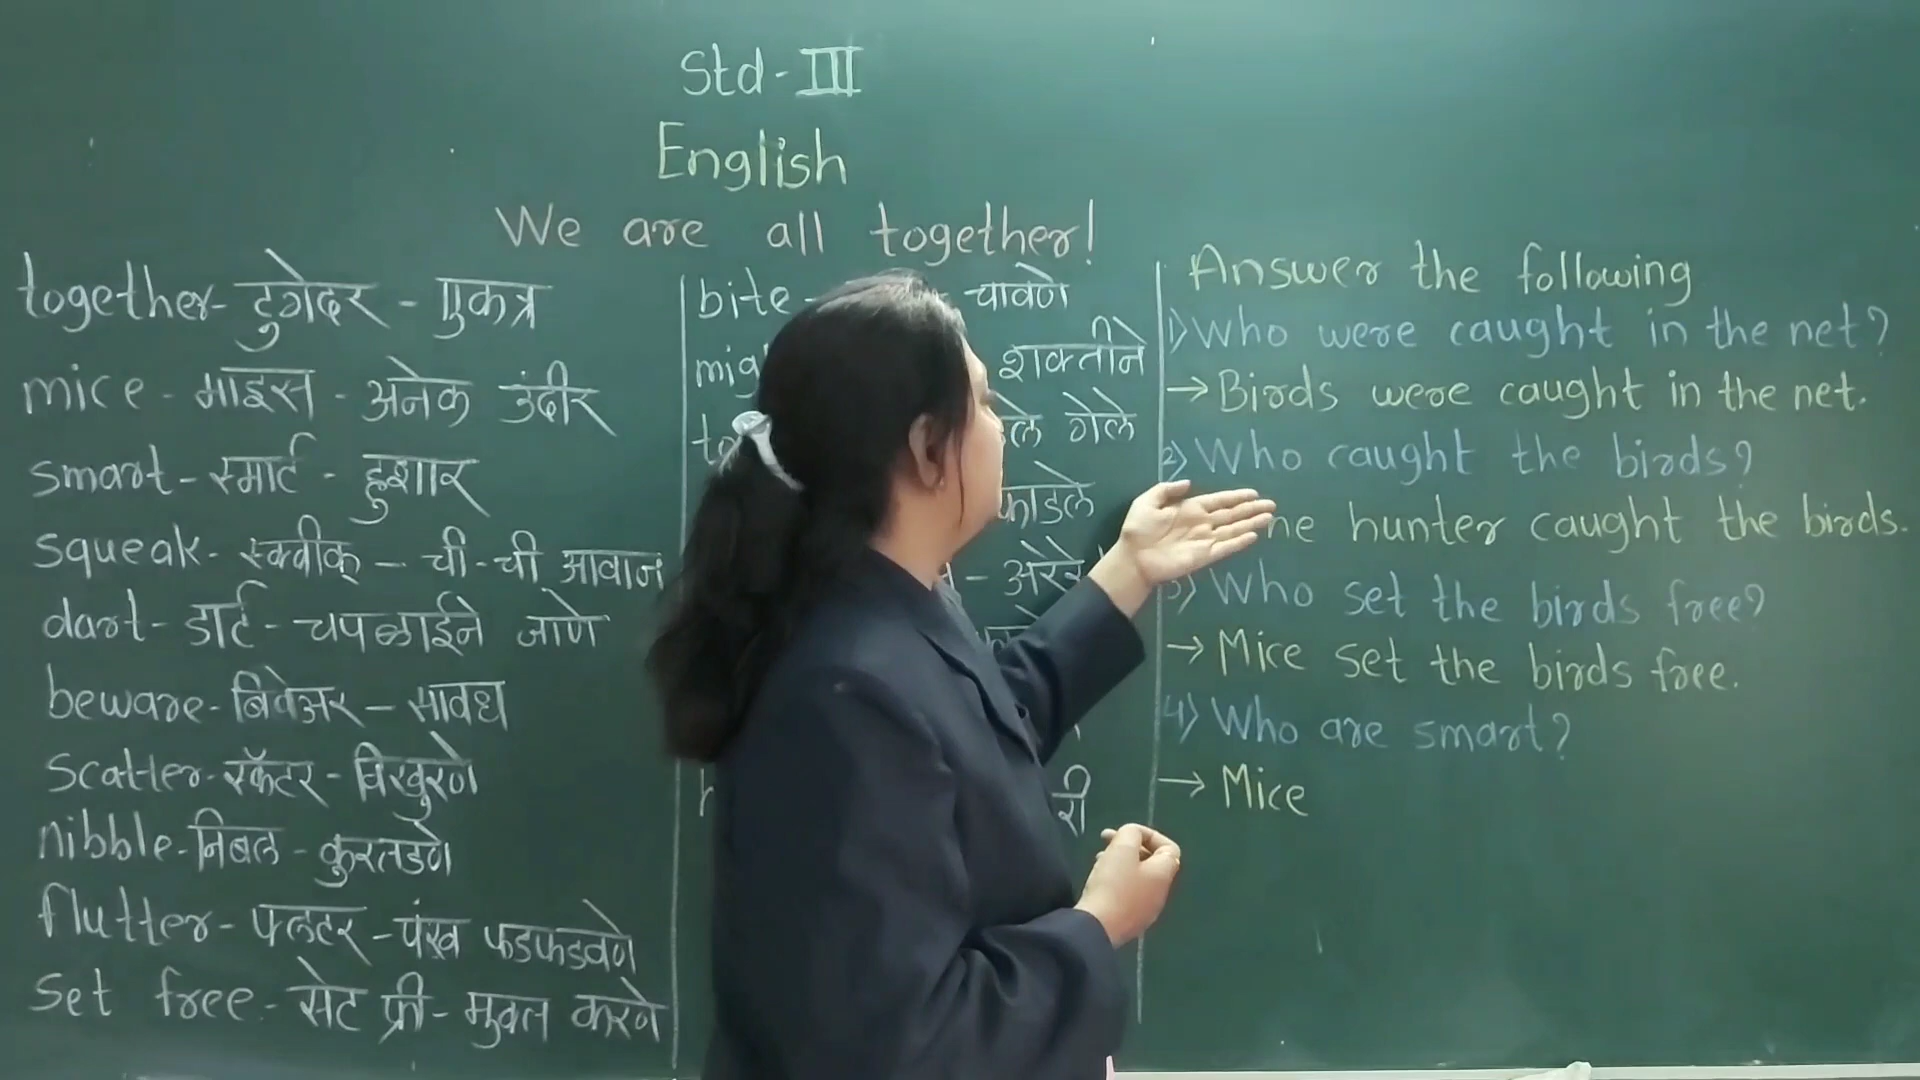 Std - III
English
We are all together!
together - टुगेदर - एकत्र
mice - माइस - अनेक उंदीर
smart - स्मार्ट - हुशार
squeak - स्क्वीक् - ची-ची आवाज
dart - डार्ट - चपळाईने जाणे
beware - बिवेअर - सावध
scatter - स्कॅटर - विखुरणे
nibble - निबल - कुरतडणे
flutter - फ्लटर - पंख फडफडवणे
set free - सेट फ्री - मुक्त करणे
bite - चावणे
शक्तीने
गेले
Answer the following
1) Who were caught in the net?
→ Birds were caught in the net.
2) Who caught the birds?
hunter caught the birds.
3) Who set the birds free?
→ Mice set the birds free.
4) Who are smart?
→ Mice